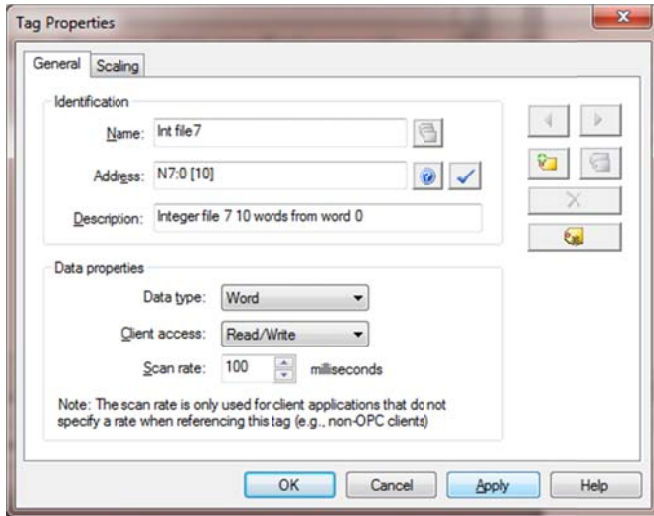 Tag Properties
General Scaling
Identification
Name: Int file7
Address: N7:0 [10]
Description: Integer file 7 10 words from word 0
Data properties
Data type: Word
Client access: Read/Write
Scan rate: 100 milliseconds
Note: The scan rate is only used for client applications that do not
specify a rate when referencing this tag (e.g., non-OPC clients)
OK Cancel Apply Help